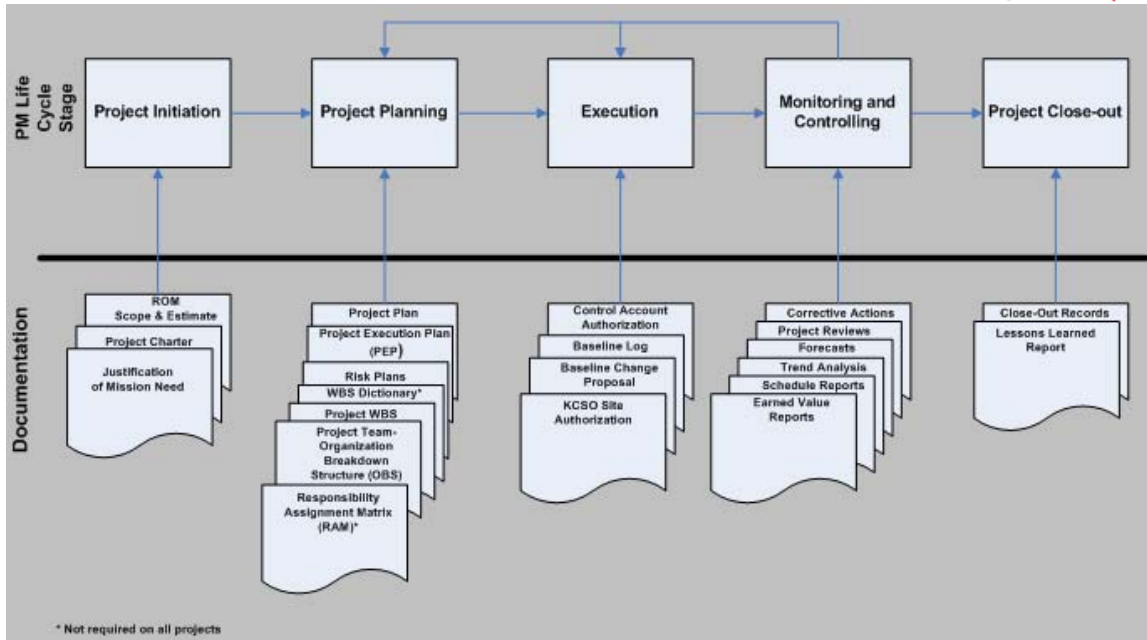 PM Life
Cycle
Stage
Project Initiation
Project Planning
Execution
Monitoring and
Controlling
Project Close-out
Documentation
ROM
Scope & Estimate
Project Charter
Justification
of Mission Need
Project Plan
Project Execution Plan
(PEP)
Risk Plans
WBS Dictionary*
Project WBS
Project Team-
Organization
Breakdown
Structure (OBS)
Responsibility
Assignment Matrix
(RAM)*
Control Account
Authorization
Baseline Log
Baseline Change
Proposal
KCSO Site
Authorization
Corrective Actions
Project Reviews
Forecasts
Trend Analysis
Schedule Reports
Earned Value
Reports
Close-Out Records
Lessons Learned
Report
* Not required on all projects